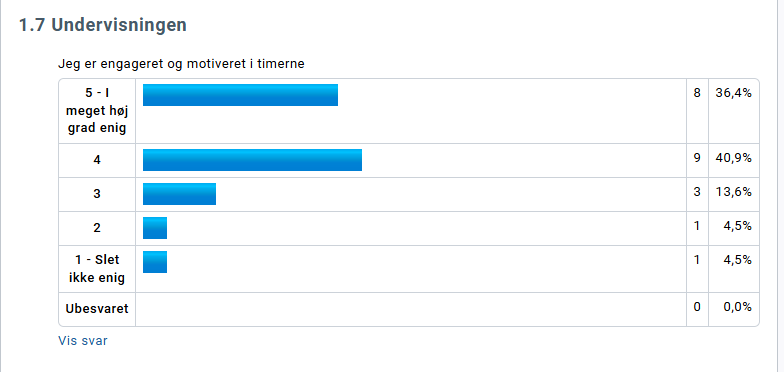 1.7 Undervisningen
Jeg er engageret og motiveret i timerne
5 - I
meget høj
grad enig
8
36,4%
4
9
40,9%
3
3
13,6%
2
1
4,5%
1 - Slet
ikke enig
1
4,5%
Ubesvaret
0
0,0%
Vis svar